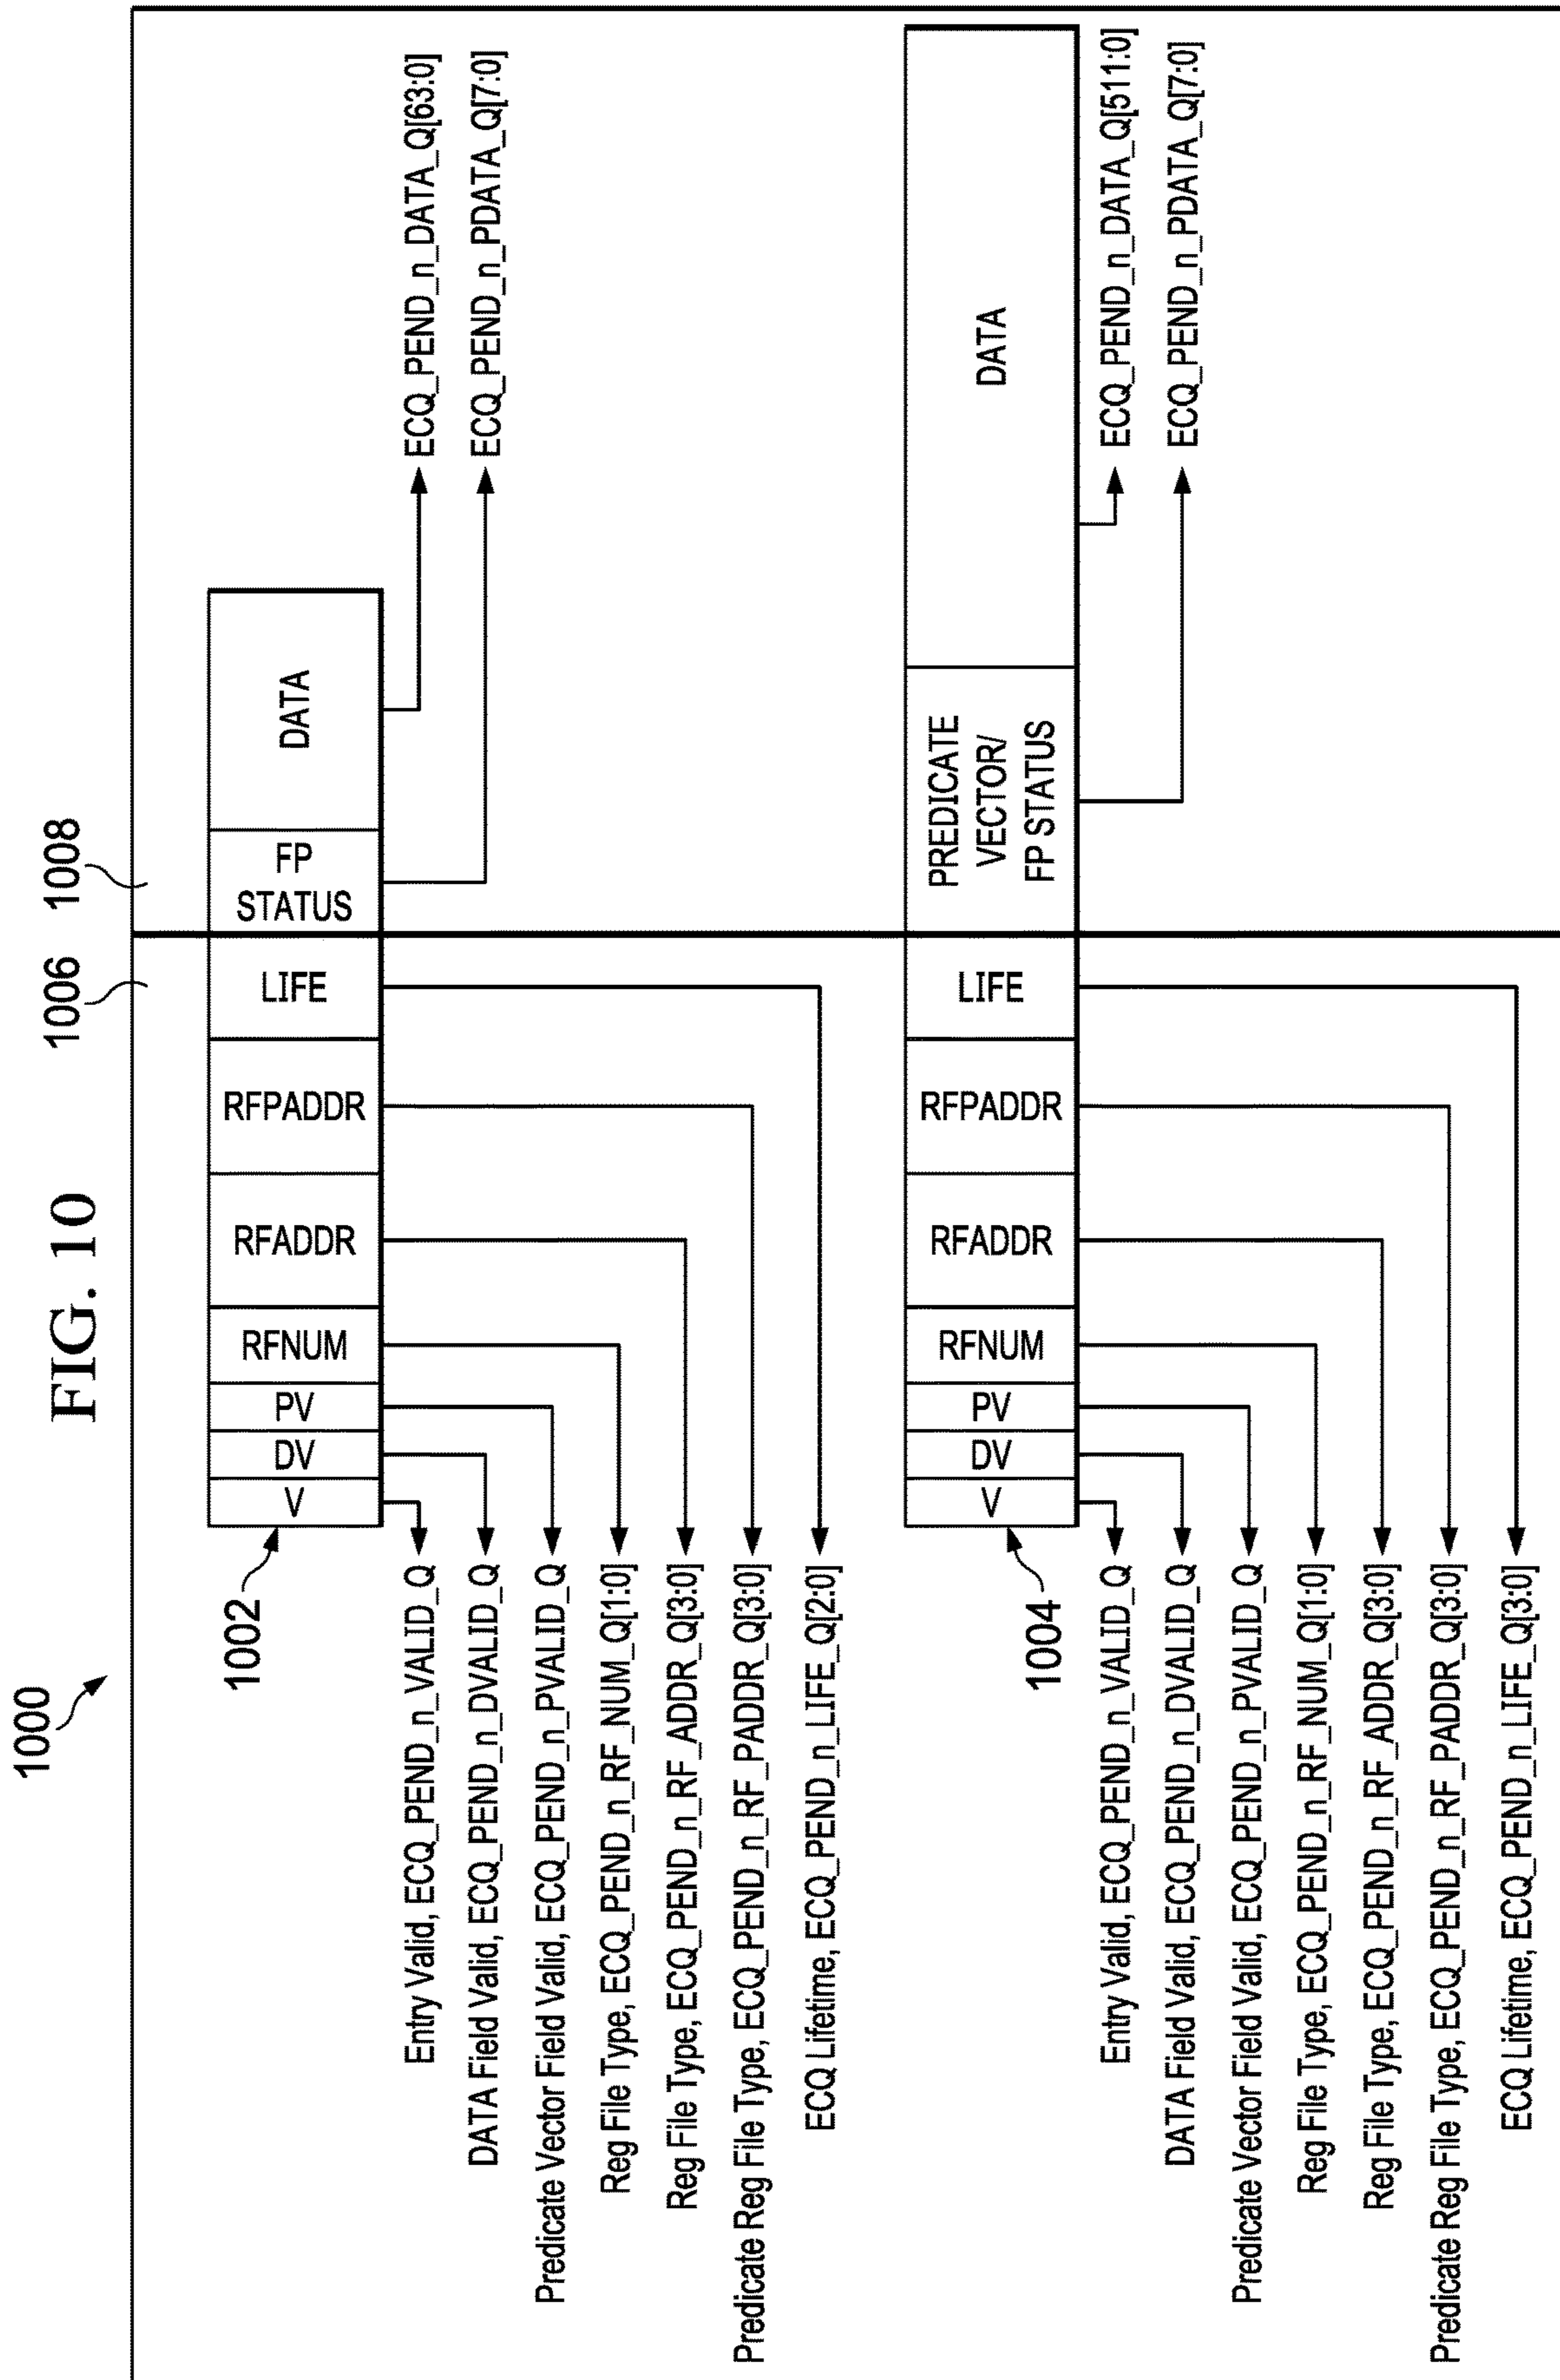 FIG. 10
1000
1006
1008
1002
V
DV
PV
RFNUM
RFADDR
RFPADDR
LIFE
FP
STATUS
DATA
Entry Valid, ECQ_PEND_n_VALID_Q
DATA Field Valid, ECQ_PEND_n_DVALID_Q
Predicate Vector Field Valid, ECQ_PEND_n_PVALID_Q
Reg File Type, ECQ_PEND_n_RF_NUM_Q[1:0]
Reg File Type, ECQ_PEND_n_RF_ADDR_Q[3:0]
Predicate Reg File Type, ECQ_PEND_n_RF_PADDR_Q[3:0]
ECQ Lifetime, ECQ_PEND_n_LIFE_Q[2:0]
ECQ_PEND_n_DATA_Q[63:0]
ECQ_PEND_n_PDATA_Q[7:0]
1004
V
DV
PV
RFNUM
RFADDR
RFPADDR
LIFE
PREDICATE
VECTOR/
FP STATUS
DATA
Entry Valid, ECQ_PEND_n_VALID_Q
DATA Field Valid, ECQ_PEND_n_DVALID_Q
Predicate Vector Field Valid, ECQ_PEND_n_PVALID_Q
Reg File Type, ECQ_PEND_n_RF_NUM_Q[1:0]
Reg File Type, ECQ_PEND_n_RF_ADDR_Q[3:0]
Predicate Reg File Type, ECQ_PEND_n_RF_PADDR_Q[3:0]
ECQ Lifetime, ECQ_PEND_n_LIFE_Q[3:0]
ECQ_PEND_n_DATA_Q[511:0]
ECQ_PEND_n_PDATA_Q[7:0]